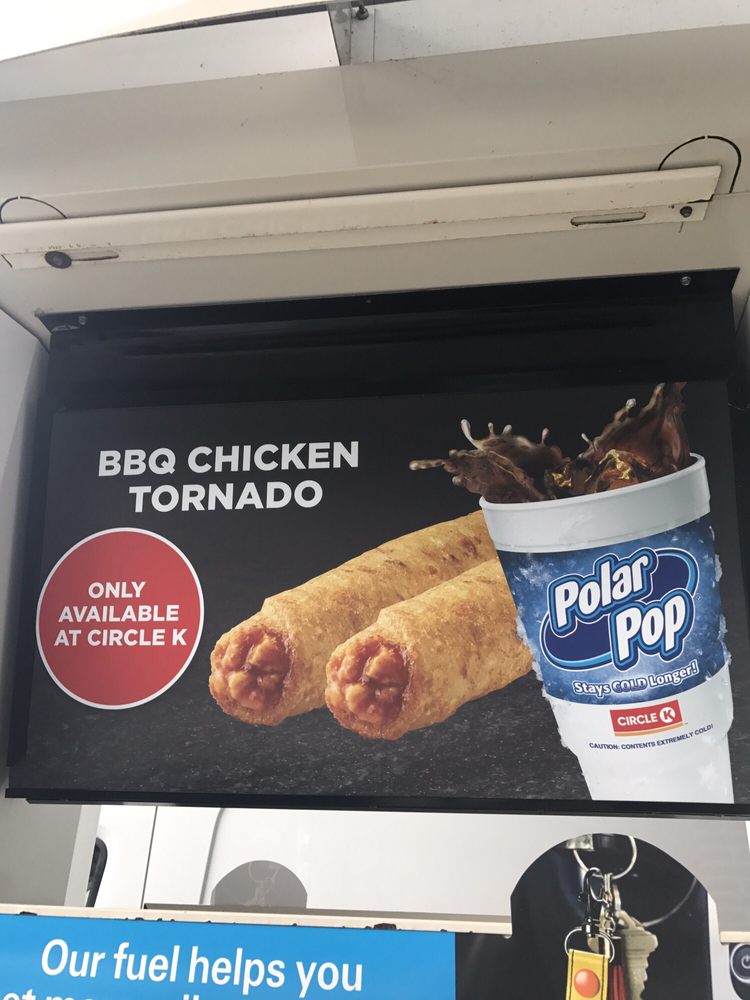 BBQ CHICKEN
TORNADO
ONLY
AVAILABLE
AT CIRCLE K
Polar
Pop
Stays COLD Longer!
CIRCLE K
CAUTION: CONTENTS EXTREMELY COLD!
Our fuel helps you